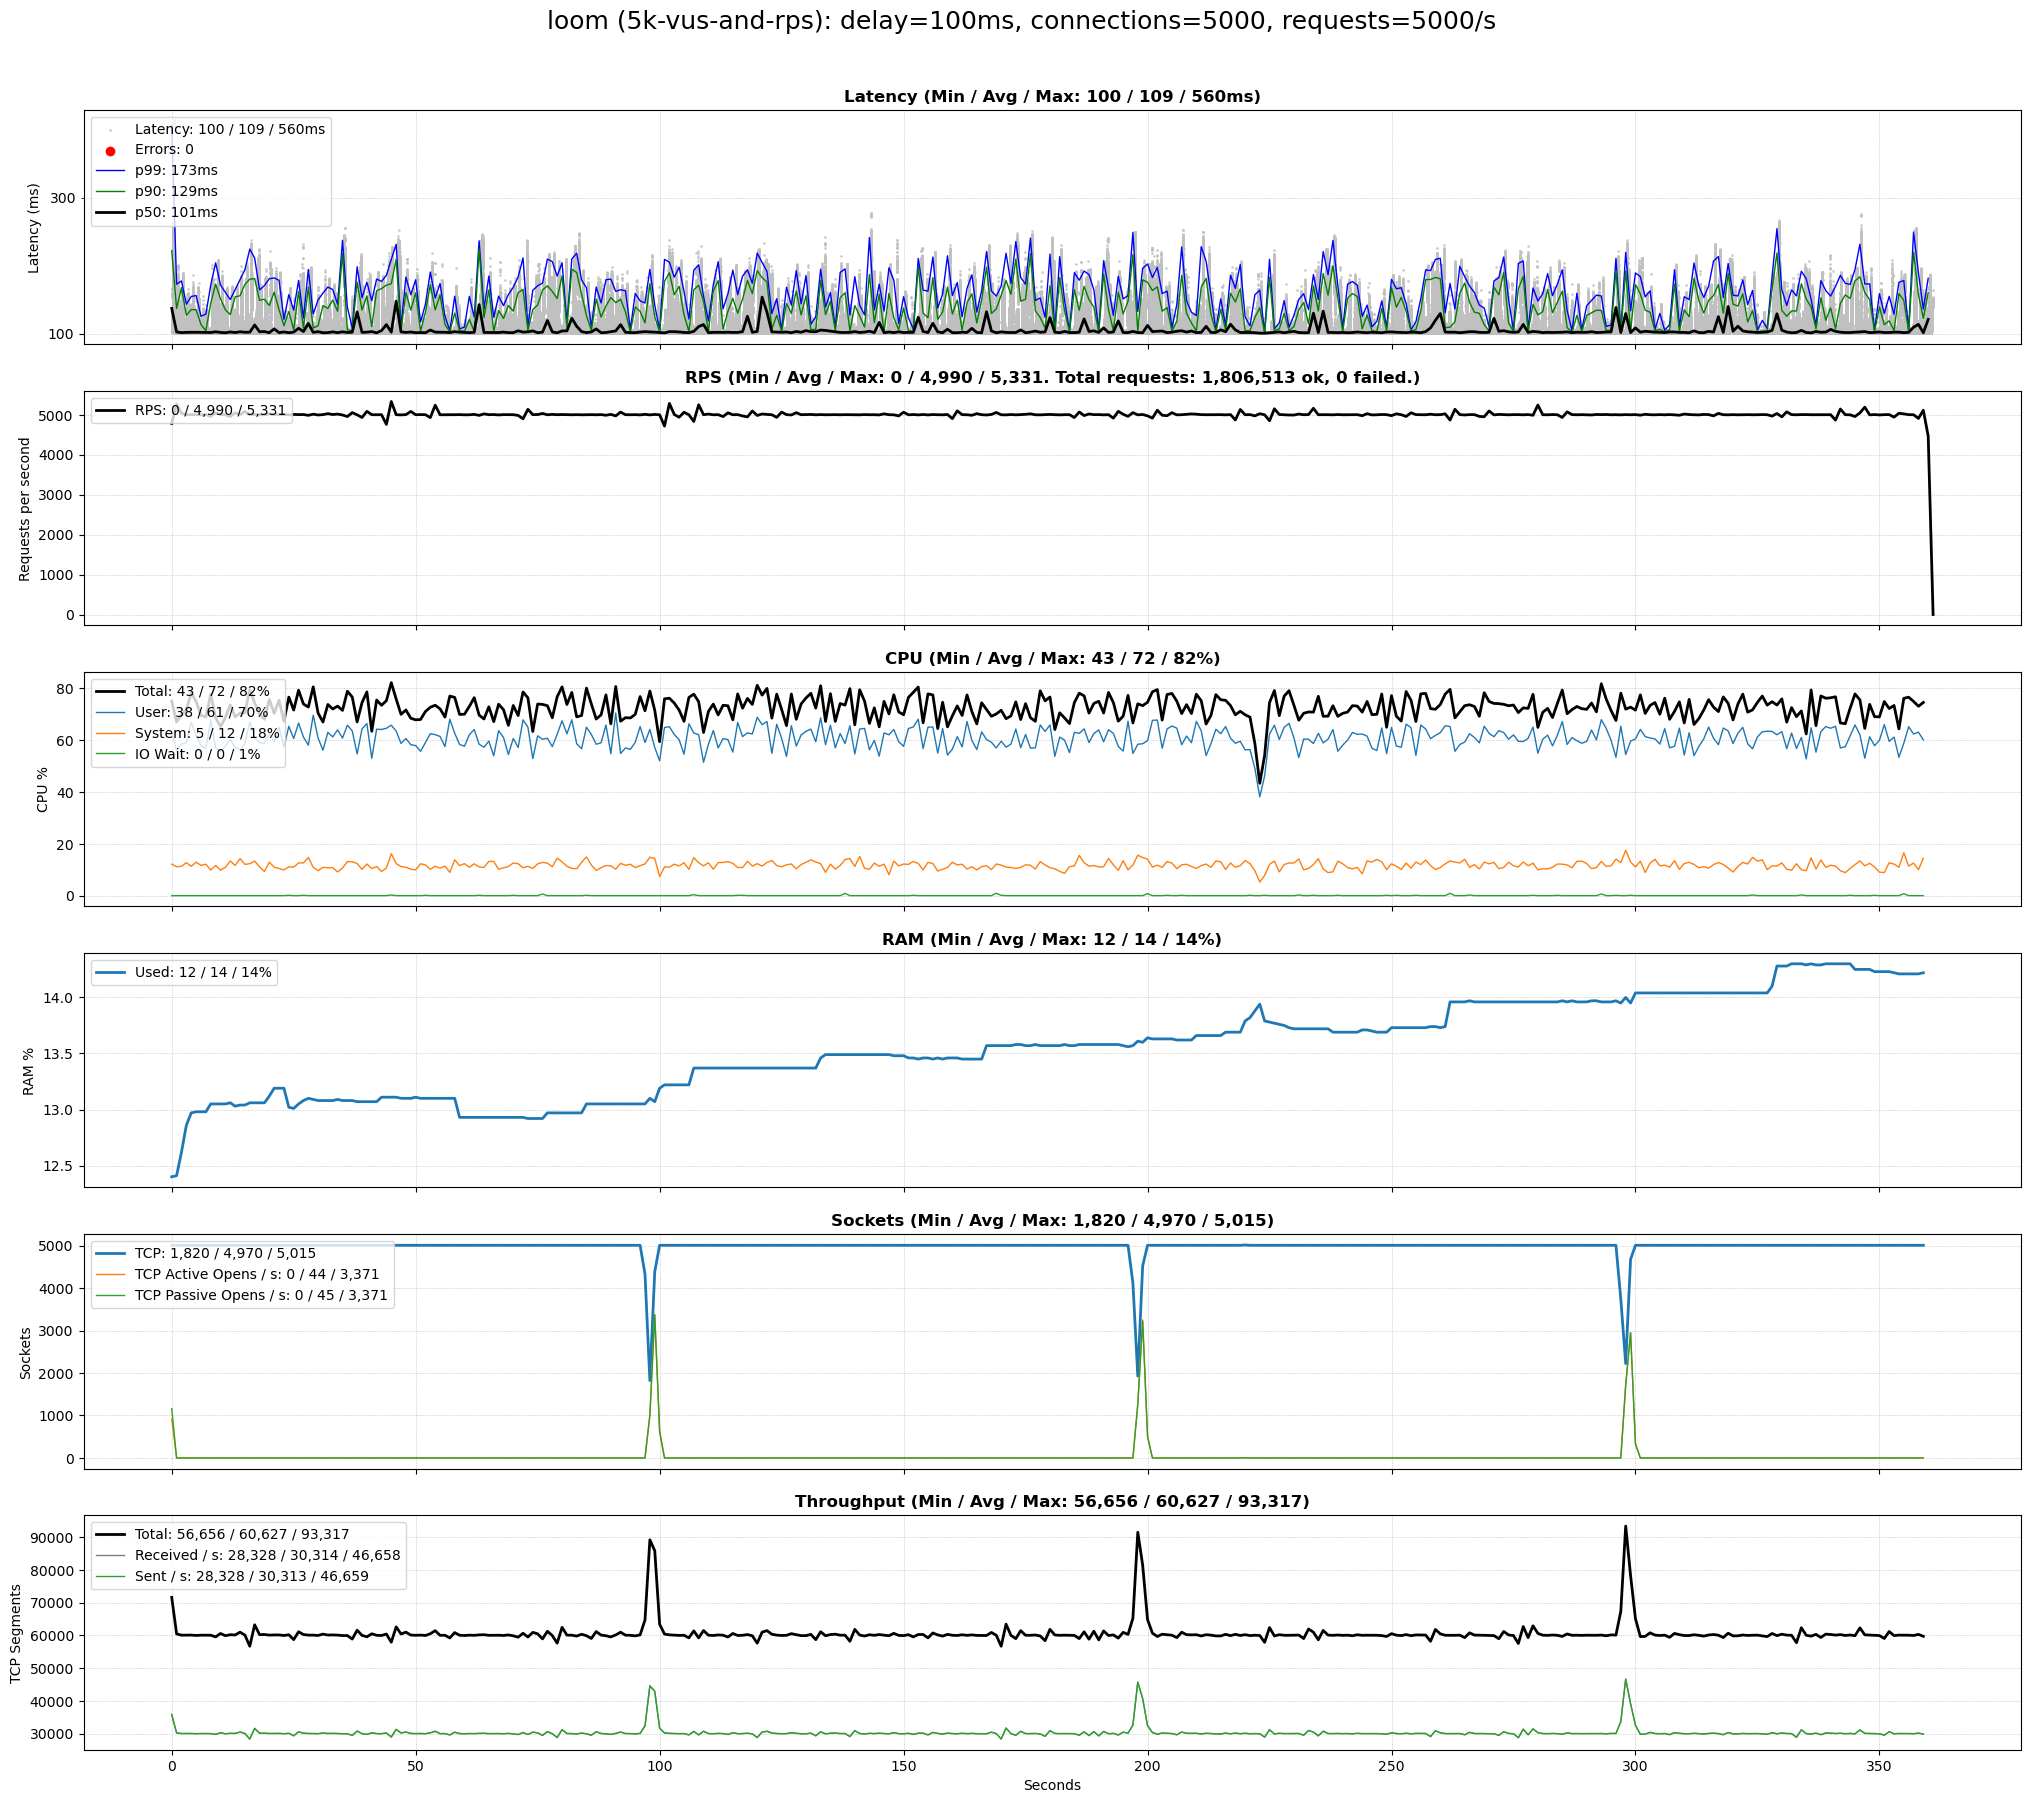 loom (5k-vus-and-rps): delay=100ms, connections=5000, requests=5000/s
Latency (Min / Avg / Max: 100 / 109 / 560ms)
Latency: 100 / 109 / 560ms
Errors: 0
p99: 173ms
p90: 129ms
p50: 101ms
300
100
Latency (ms)
RPS (Min / Avg / Max: 0 / 4,990 / 5,331. Total requests: 1,806,513 ok, 0 failed.)
RPS: 0 / 4,990 / 5,331
5000
4000
3000
2000
1000
0
Requests per second
CPU (Min / Avg / Max: 43 / 72 / 82%)
Total: 43 / 72 / 82%
User: 38 / 61 / 70%
System: 5 / 12 / 18%
IO Wait: 0 / 0 / 1%
80
60
40
20
0
CPU %
RAM (Min / Avg / Max: 12 / 14 / 14%)
Used: 12 / 14 / 14%
14.0
13.5
13.0
12.5
RAM %
Sockets (Min / Avg / Max: 1,820 / 4,970 / 5,015)
TCP: 1,820 / 4,970 / 5,015
TCP Active Opens / s: 0 / 44 / 3,371
TCP Passive Opens / s: 0 / 45 / 3,371
5000
4000
3000
2000
1000
0
Sockets
Throughput (Min / Avg / Max: 56,656 / 60,627 / 93,317)
Total: 56,656 / 60,627 / 93,317
Received / s: 28,328 / 30,314 / 46,658
Sent / s: 28,328 / 30,313 / 46,659
90000
80000
70000
60000
50000
40000
30000
TCP Segments
0 50 100 150 200 250 300 350
Seconds